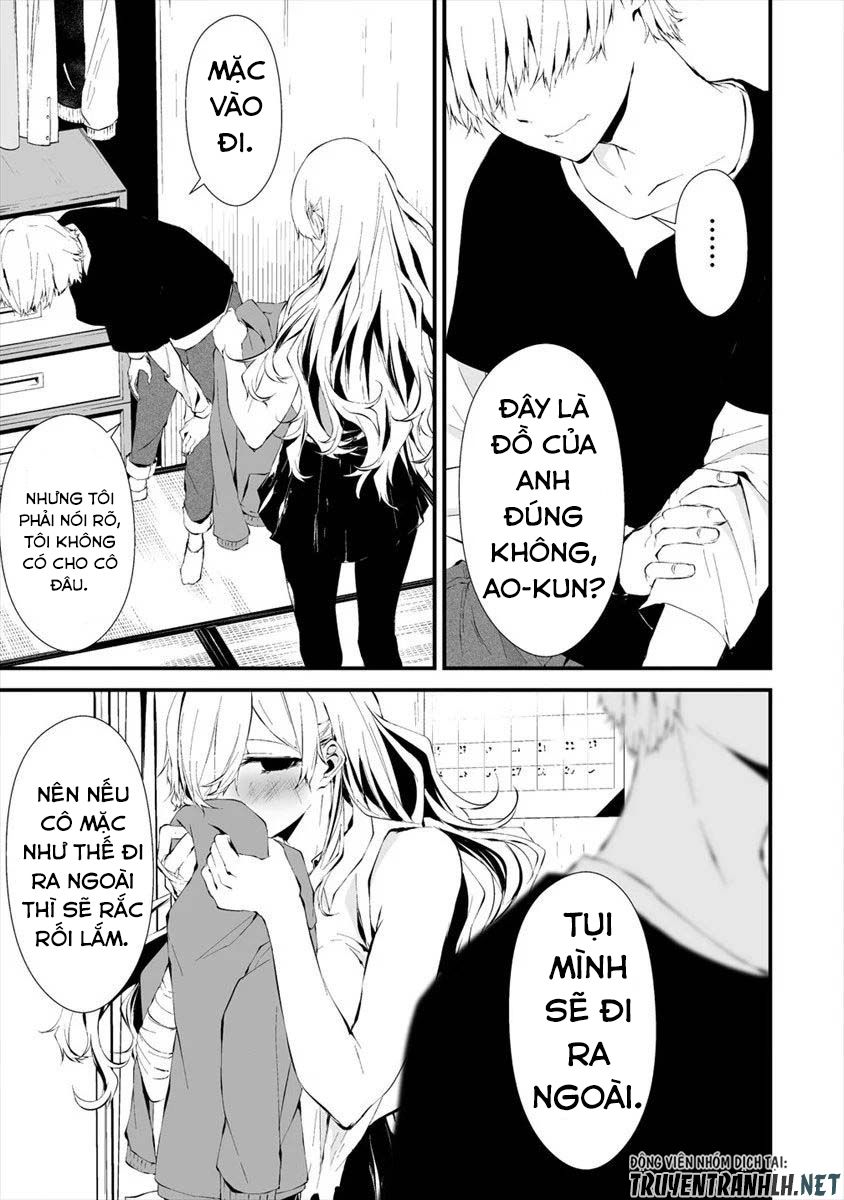 ........
ĐÂY LÀ
ĐỒ CỦA
ANH
ĐÚNG
KHÔNG,
AO-KUN?
MẶC
VÀO
ĐI.
NHƯNG TÔI
PHẢI NÓI RÕ,
TÔI KHÔNG
CÓ CHO CÔ
ĐÂU.
TỤI
MÌNH
SẼ ĐI
RA
NGOÀI.
NÊN NẾU
CÔ MẶC
NHƯ THẾ ĐI
RA NGOÀI
THÌ SẼ RẮC
RỐI LẮM.
ĐỘNG VIÊN NHÓM DỊCH TẠI:
TRUYENTRANHLH.NET